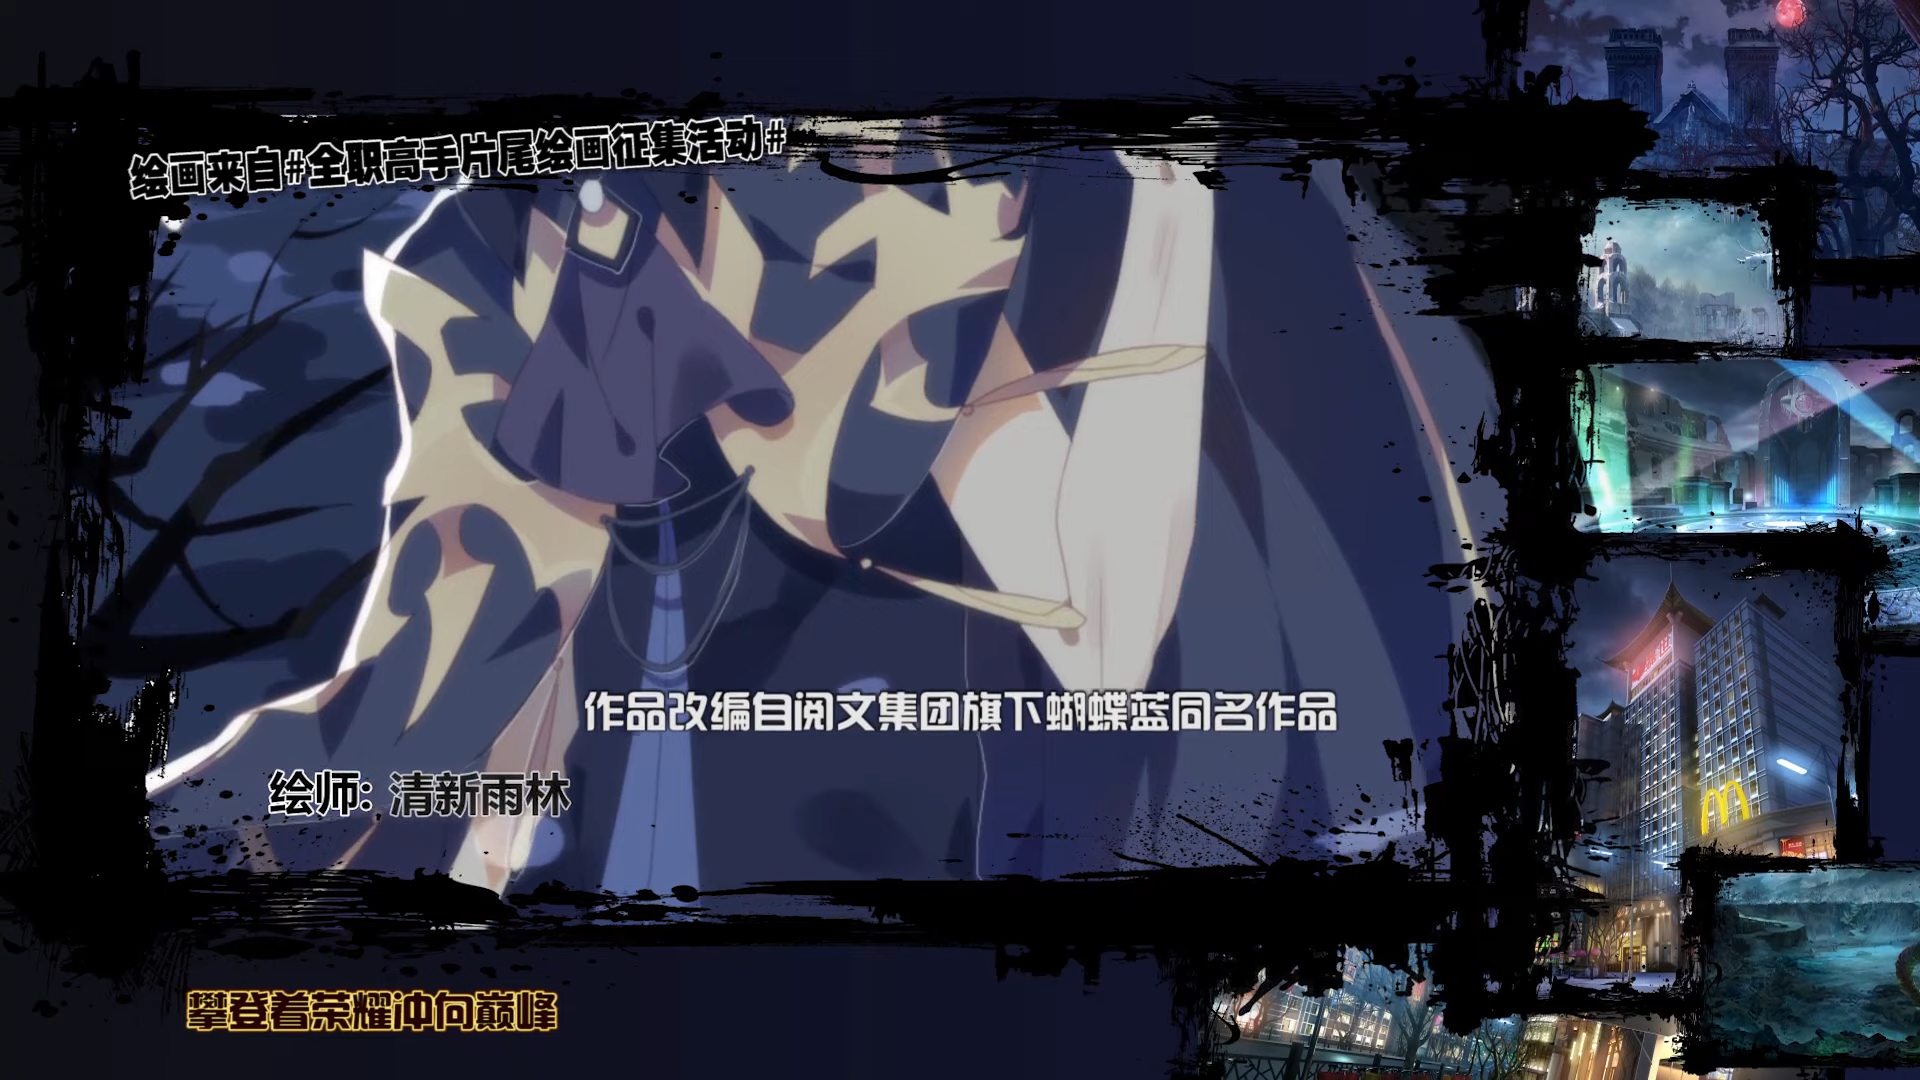 绘画来自#全职高手片尾绘画征集活动#
作品改编自阅文集团旗下蝴蝶蓝同名作品
绘师: 清新雨林
攀登着荣耀冲向巅峰